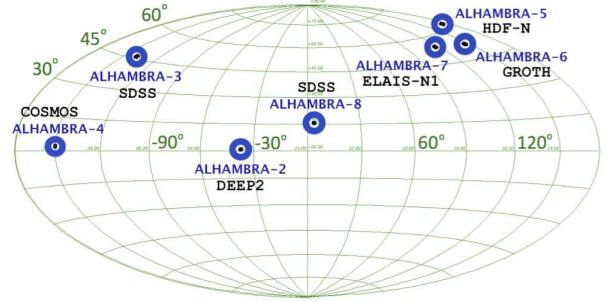 ALHAMBRA-5
HDF-N
60°
45°
ALHAMBRA-7
ELAIS-N1
ALHAMBRA-6
GROTH
30°
ALHAMBRA-3
SDSS
SDSS
ALHAMBRA-8
COSMOS
ALHAMBRA-4
-90°
-30°
60°
120°
ALHAMBRA-2
DEEP2